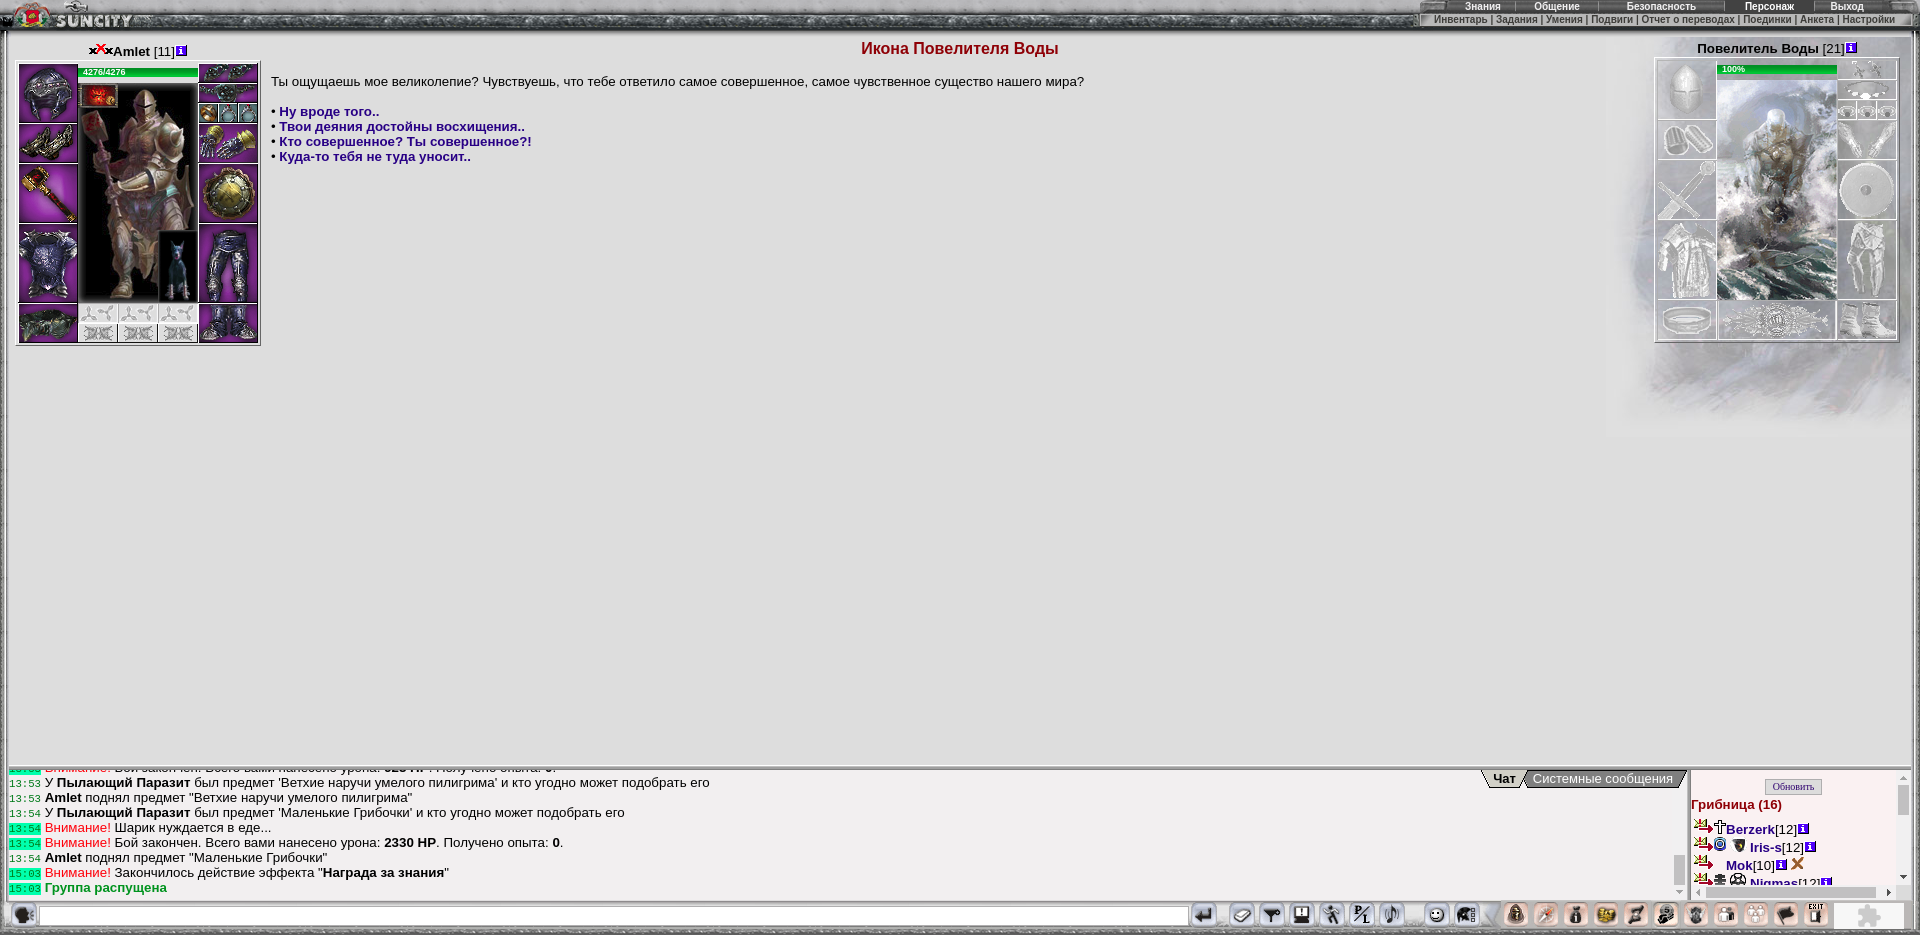 SUNCITY
Знания Общение Безопасность Персонаж Выход
Инвентарь | Задания | Умения | Подвиги | Отчет о переводах | Поединки | Анкета | Настройки
Amlet [11]
4276/4276
Икона Повелителя Воды
Повелитель Воды [21]
100%
Ты ощущаешь мое великолепие? Чувствуешь, что тебе ответило самое совершенное, самое чувственное существо нашего мира?
• Ну вроде того..
• Твои деяния достойны восхищения..
• Кто совершенное? Ты совершенное?!
• Куда-то тебя не туда уносит..
13:53 У Пылающий Паразит был предмет 'Ветхие наручи умелого пилигрима' и кто угодно может подобрать его
13:53 Amlet поднял предмет "Ветхие наручи умелого пилигрима"
13:54 У Пылающий Паразит был предмет 'Маленькие Грибочки' и кто угодно может подобрать его
13:54 Внимание! Шарик нуждается в еде...
13:54 Внимание! Бой закончен. Всего вами нанесено урона: 2330 HP. Получено опыта: 0.
13:54 Amlet поднял предмет "Маленькие Грибочки"
15:03 Внимание! Закончилось действие эффекта "Награда за знания"
15:03 Группа распущена
Чат Системные сообщения
Обновить
Грибница (16)
Berzerk[12]
Iris-s[12]
Mok[10]
Nigmas[12]
P/L
EXIT